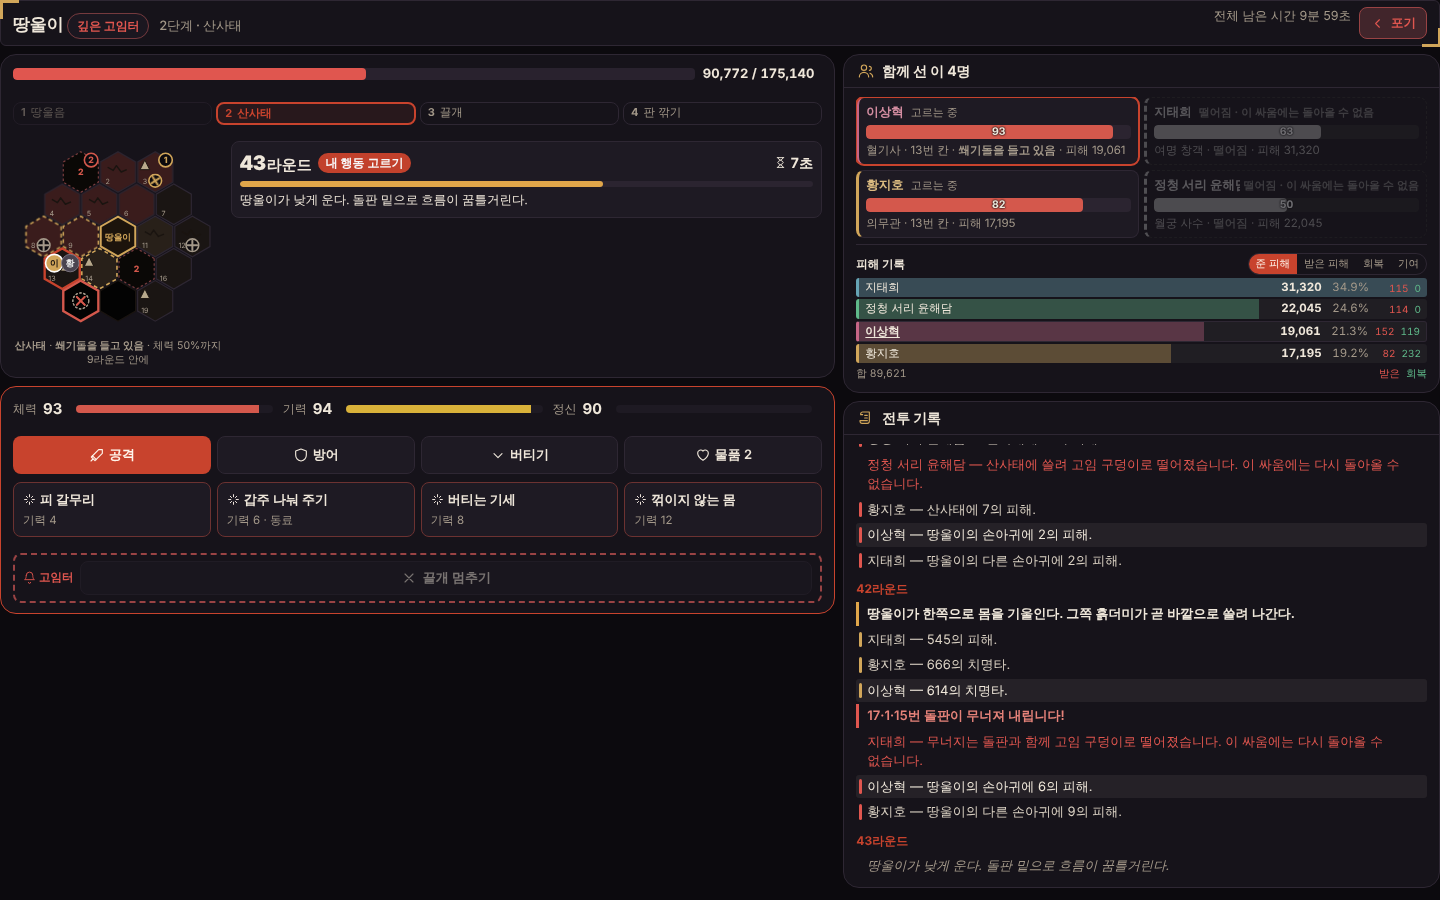 땅울이 깊은 고임터 2단계 · 산사태
전체 남은 시간 9분 59초 포기
90,772 / 175,140
1 땅울음 2 산사태 3 끌개 4 판 깎기
43라운드 내 행동 고르기 7초
땅울이가 낮게 운다. 돌판 밑으로 흐름이 꿈틀거린다.
2 2 2 3 1
4 5 6 7
8 9 땅울이 11 12
이 황 13 14 2 16
19
산사태 · 쐐기돌을 들고 있음 · 체력 50%까지
9라운드 안에
체력 93 기력 94 정신 90
공격 방어 버티기 물품 2
피 갈무리 갑주 나눠 주기 버티는 기세 꺾이지 않는 몸
기력 4 기력 6 · 동료 기력 8 기력 12
고임터 끌개 멈추기
함께 선 이 4명
이상혁 고르는 중
93
혈기사 · 13번 칸 · 쐐기돌을 들고 있음 · 피해 19,061
지태희 떨어짐 · 이 싸움에는 돌아올 수 없음
63
여명 창객 · 떨어짐 · 피해 31,320
황지호 고르는 중
82
의무관 · 13번 칸 · 피해 17,195
정청 서리 윤해담 떨어짐 · 이 싸움에는 돌아올 수 없음
50
월궁 사수 · 떨어짐 · 피해 22,045
피해 기록 준 피해 받은 피해 회복 기여
지태희 31,320 34.9% 115 0
정청 서리 윤해담 22,045 24.6% 114 0
이상혁 19,061 21.3% 152 119
황지호 17,195 19.2% 82 232
합 89,621 받은 회복
전투 기록
정청 서리 윤해담 — 산사태에 쓸려 고임 구덩이로 떨어졌습니다. 이 싸움에는 다시 돌아올 수
없습니다.
황지호 — 산사태에 7의 피해.
이상혁 — 땅울이의 손아귀에 2의 피해.
지태희 — 땅울이의 다른 손아귀에 2의 피해.
42라운드
땅울이가 한쪽으로 몸을 기울인다. 그쪽 흙더미가 곧 바깥으로 쓸려 나간다.
지태희 — 545의 피해.
황지호 — 666의 치명타.
이상혁 — 614의 치명타.
17·1·15번 돌판이 무너져 내립니다!
지태희 — 무너지는 돌판과 함께 고임 구덩이로 떨어졌습니다. 이 싸움에는 다시 돌아올 수
없습니다.
이상혁 — 땅울이의 손아귀에 6의 피해.
황지호 — 땅울이의 다른 손아귀에 9의 피해.
43라운드
땅울이가 낮게 운다. 돌판 밑으로 흐름이 꿈틀거린다.